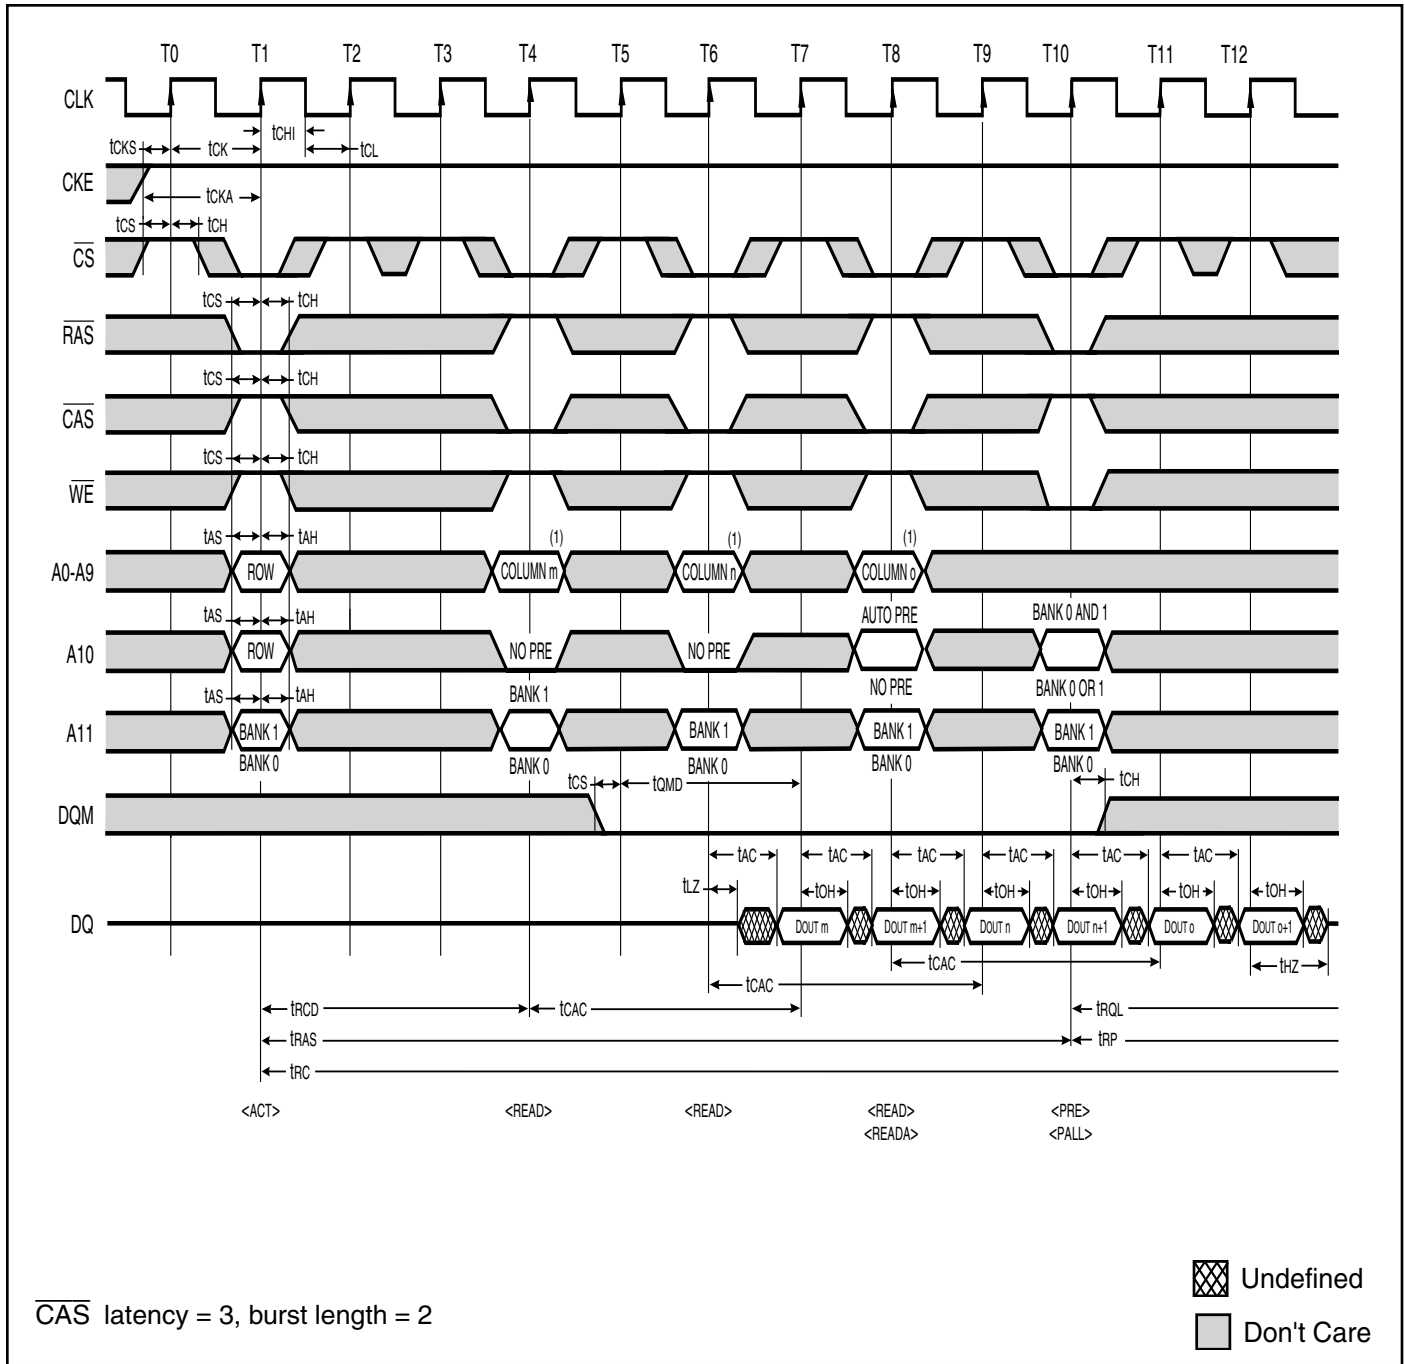 T0 T1 T2 T3 T4 T5 T6 T7 T8 T9 T10 T11 T12
CLK
tCHI
tCKS tCK tCL
CKE
tCKA
tCS tCH
CS
tCS tCH
RAS
tCS tCH
CAS
tCS tCH
WE
tAS tAH (1) (1) (1)
A0-A9 ROW COLUMN m COLUMN n COLUMN o
tAS tAH AUTO PRE BANK 0 AND 1
A10 ROW NO PRE NO PRE
tAS tAH BANK 1 NO PRE BANK 0 OR 1
A11 BANK 1 BANK 1 BANK 1 BANK 1
BANK 0 BANK 0 BANK 0 BANK 0 BANK 0
tCS tQMD tCH
DQM
tAC tAC tAC tAC tAC tAC
tLZ tOH tOH tOH tOH tOH tOH
DQ DOUT m DOUT m+1 DOUT n DOUT n+1 DOUT o DOUT o+1
tCAC tHZ
tCAC
tRCD tCAC tRQL
tRAS tRP
tRC
<ACT> <READ> <READ> <READ> <PRE>
<READA> <PALL>
Undefined
CAS latency = 3, burst length = 2
Don't Care